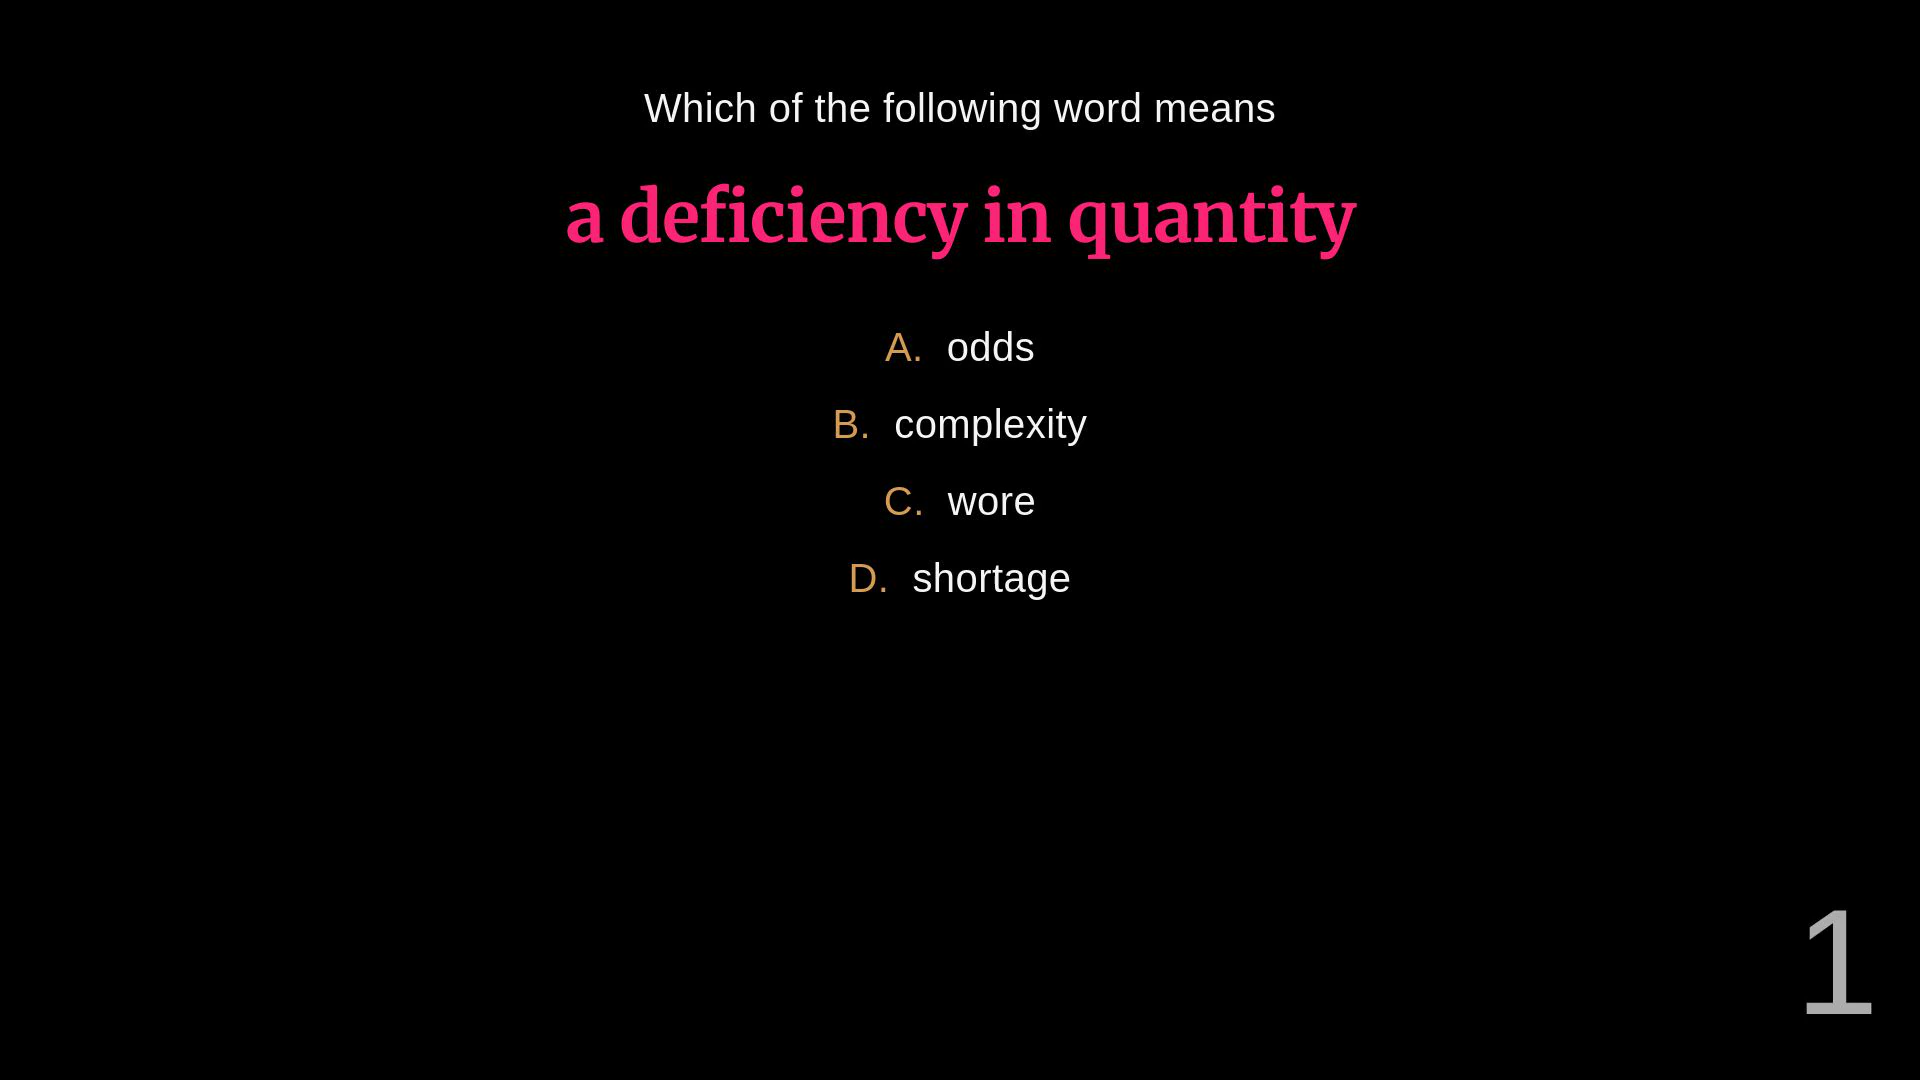 Which of the following word means
a deficiency in quantity
A. odds
B. complexity
C. wore
D. shortage
1